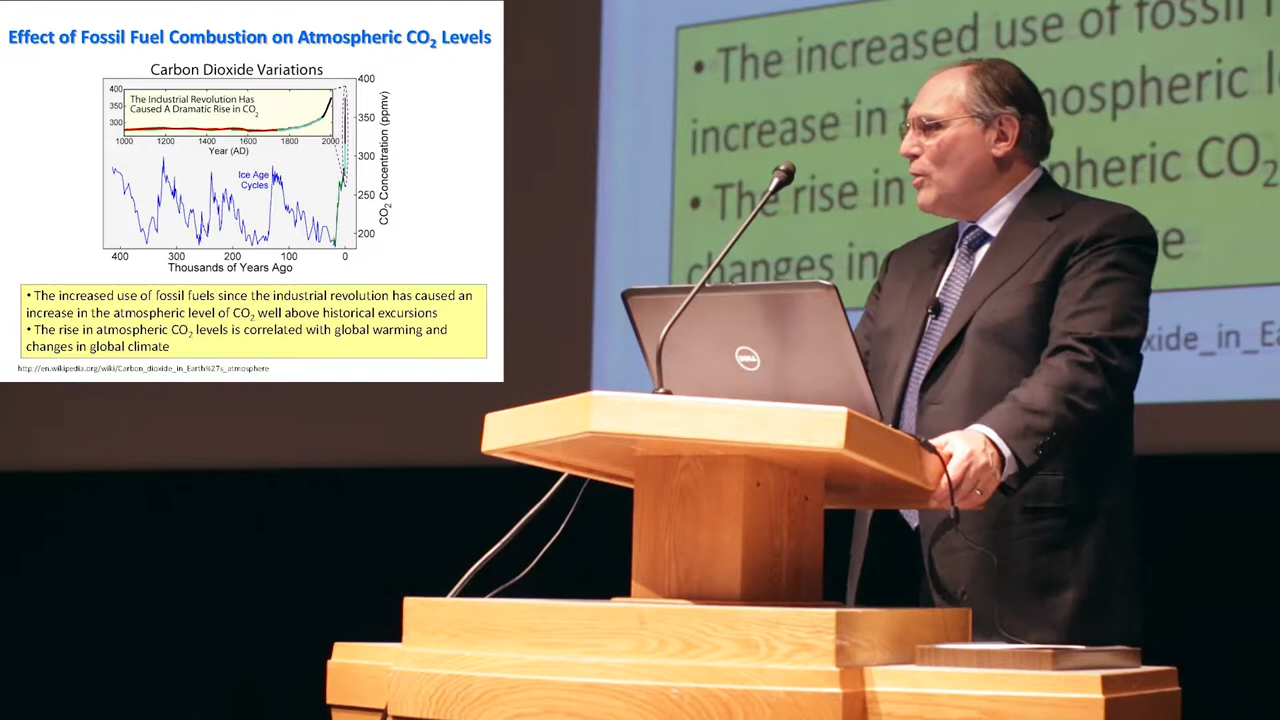 Effect of Fossil Fuel Combustion on Atmospheric CO2 Levels
Carbon Dioxide Variations
400
350
300
The Industrial Revolution Has
Caused A Dramatic Rise in CO2
1000 1200 1400 1600 1800 2000
Year (AD)
Ice Age
Cycles
400
350
300
250
200
CO2 Concentration (ppmv)
400 300 200 100 0
Thousands of Years Ago
• The increased use of fossil fuels since the industrial revolution has caused an
increase in the atmospheric level of CO2 well above historical excursions
• The rise in atmospheric CO2 levels is correlated with global warming and
changes in global climate
http://en.wikipedia.org/wiki/Carbon_dioxide_in_Earth%27s_atmosphere
• The increased use of fossil
increase in
• The rise in CO2
changes in
DELL